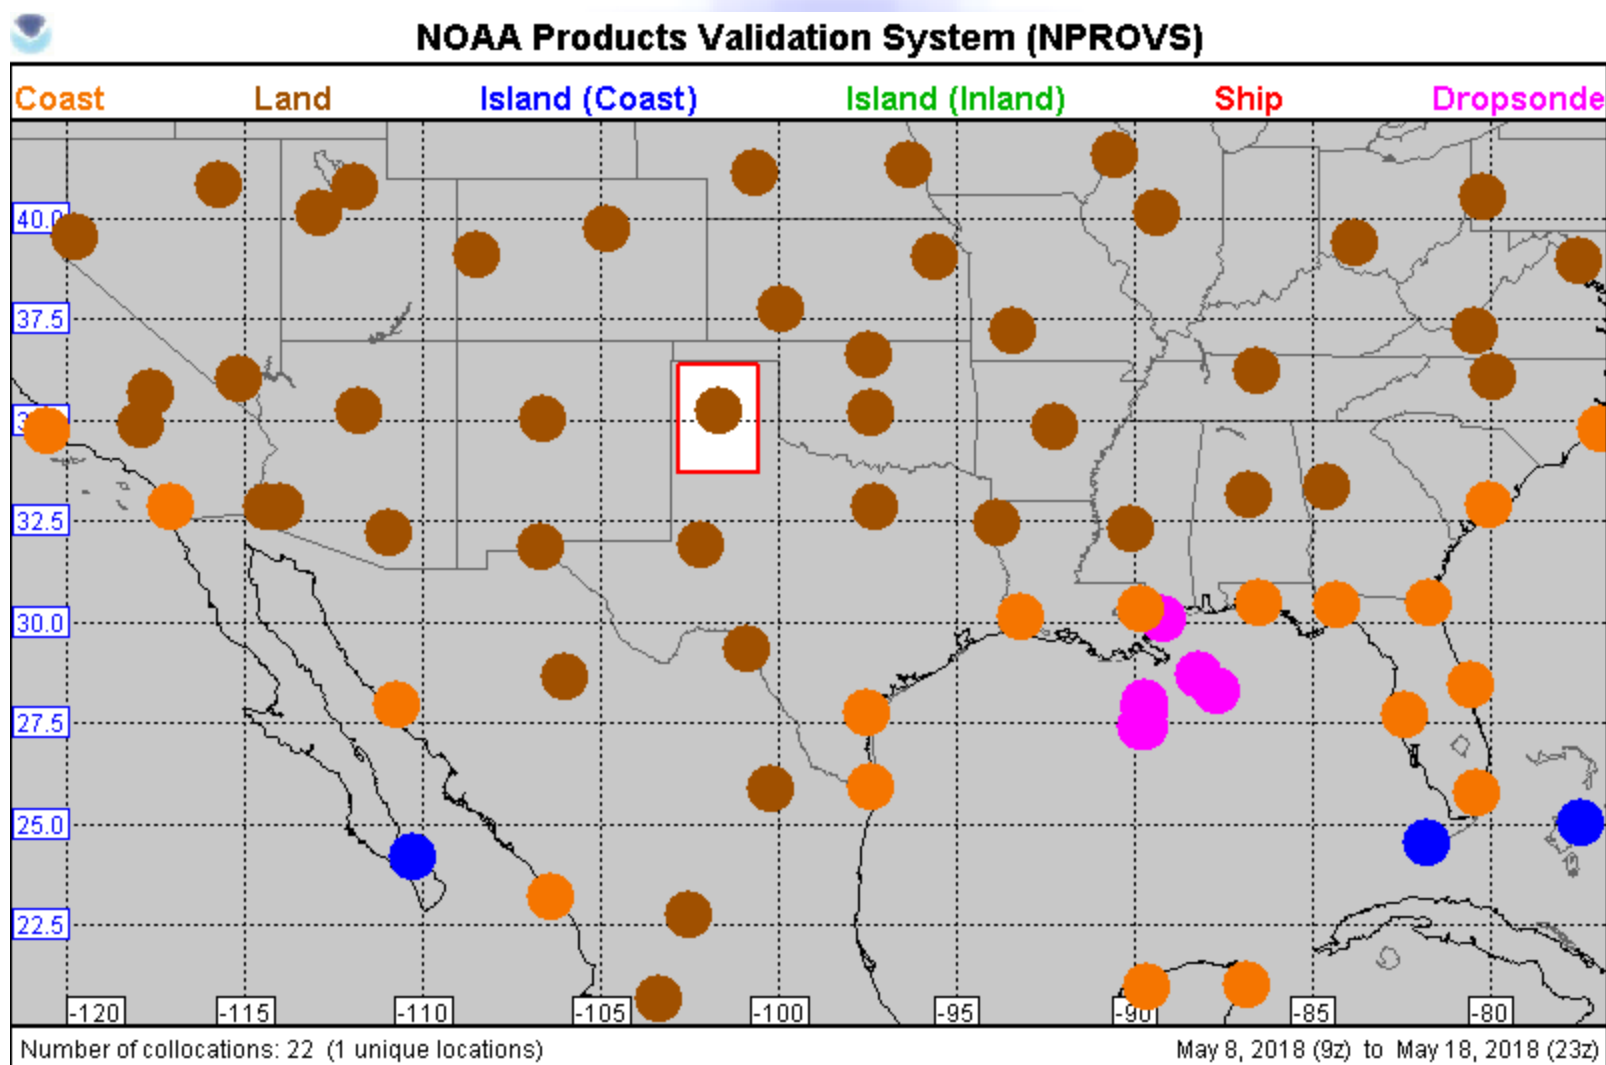 NOAA Products Validation System (NPROVS)
Coast Land Island (Coast) Island (Inland) Ship Dropsonde
40.0
37.5
32.5
30.0
27.5
25.0
22.5
-120 -115 -110 -105 -100 -95 -90 -85 -80
Number of collocations: 22 (1 unique locations) May 8, 2018 (9z) to May 18, 2018 (23z)